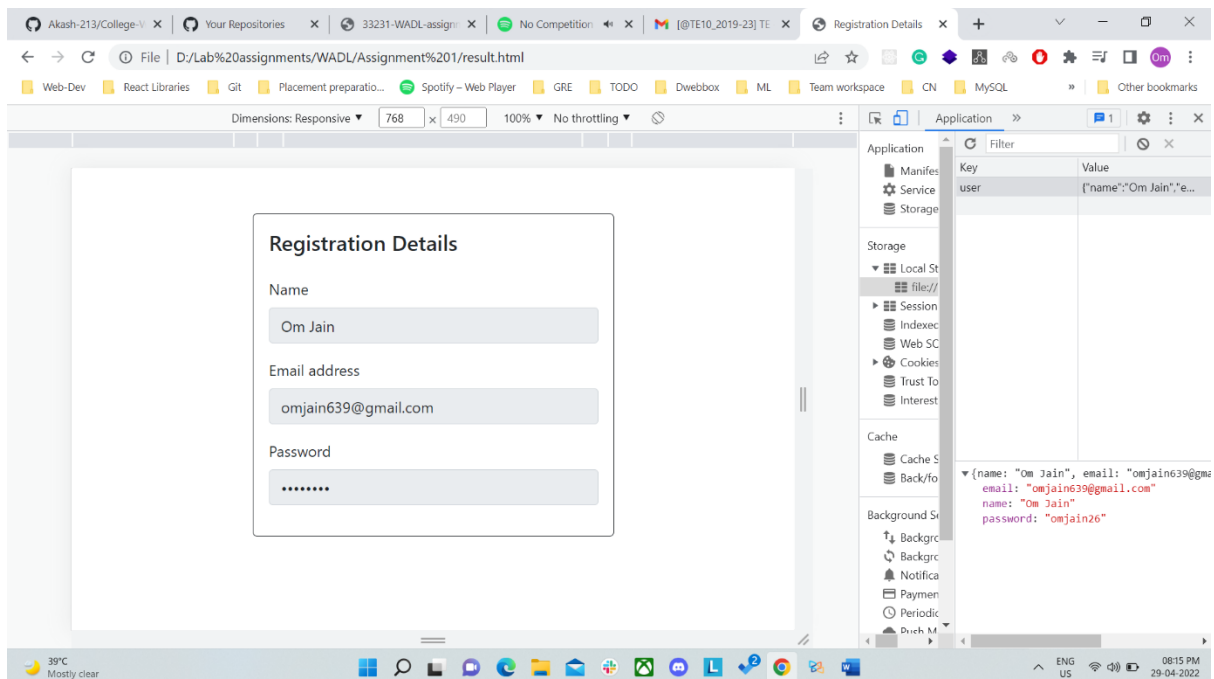 Akash-213/College-W
Your Repositories
33231-WADL-assignm
No Competition
[@TE10_2019-23] TE
Registration Details
File | D:/Lab%20assignments/WADL/Assignment%201/result.html
Om
Web-Dev
React Libraries
Git
Placement preparatio...
Spotify – Web Player
GRE
TODO
Dwebbox
ML
Team workspace
CN
MySQL
»
Other bookmarks
Dimensions: Responsive ▼ 768 × 490 100% ▼ No throttling ▼
Application » 1
Registration Details
Name
Om Jain
Email address
omjain639@gmail.com
Password
••••••••
Application
Manifes
Service
Storage
Storage
Local St
file://
Session
Indexec
Web SC
Cookies
Trust To
Interest
Cache
Cache S
Back/fo
Background Se
Backgrc
Backgrc
Notifica
Paymen
Periodic
Push M
Filter
Key Value
user {"name":"Om Jain","e...
▼{name: "Om Jain", email: "omjain639@gma
email: "omjain639@gmail.com"
name: "Om Jain"
password: "omjain26"
39°C
Mostly clear
L
2
ENG
US
08:15 PM
29-04-2022